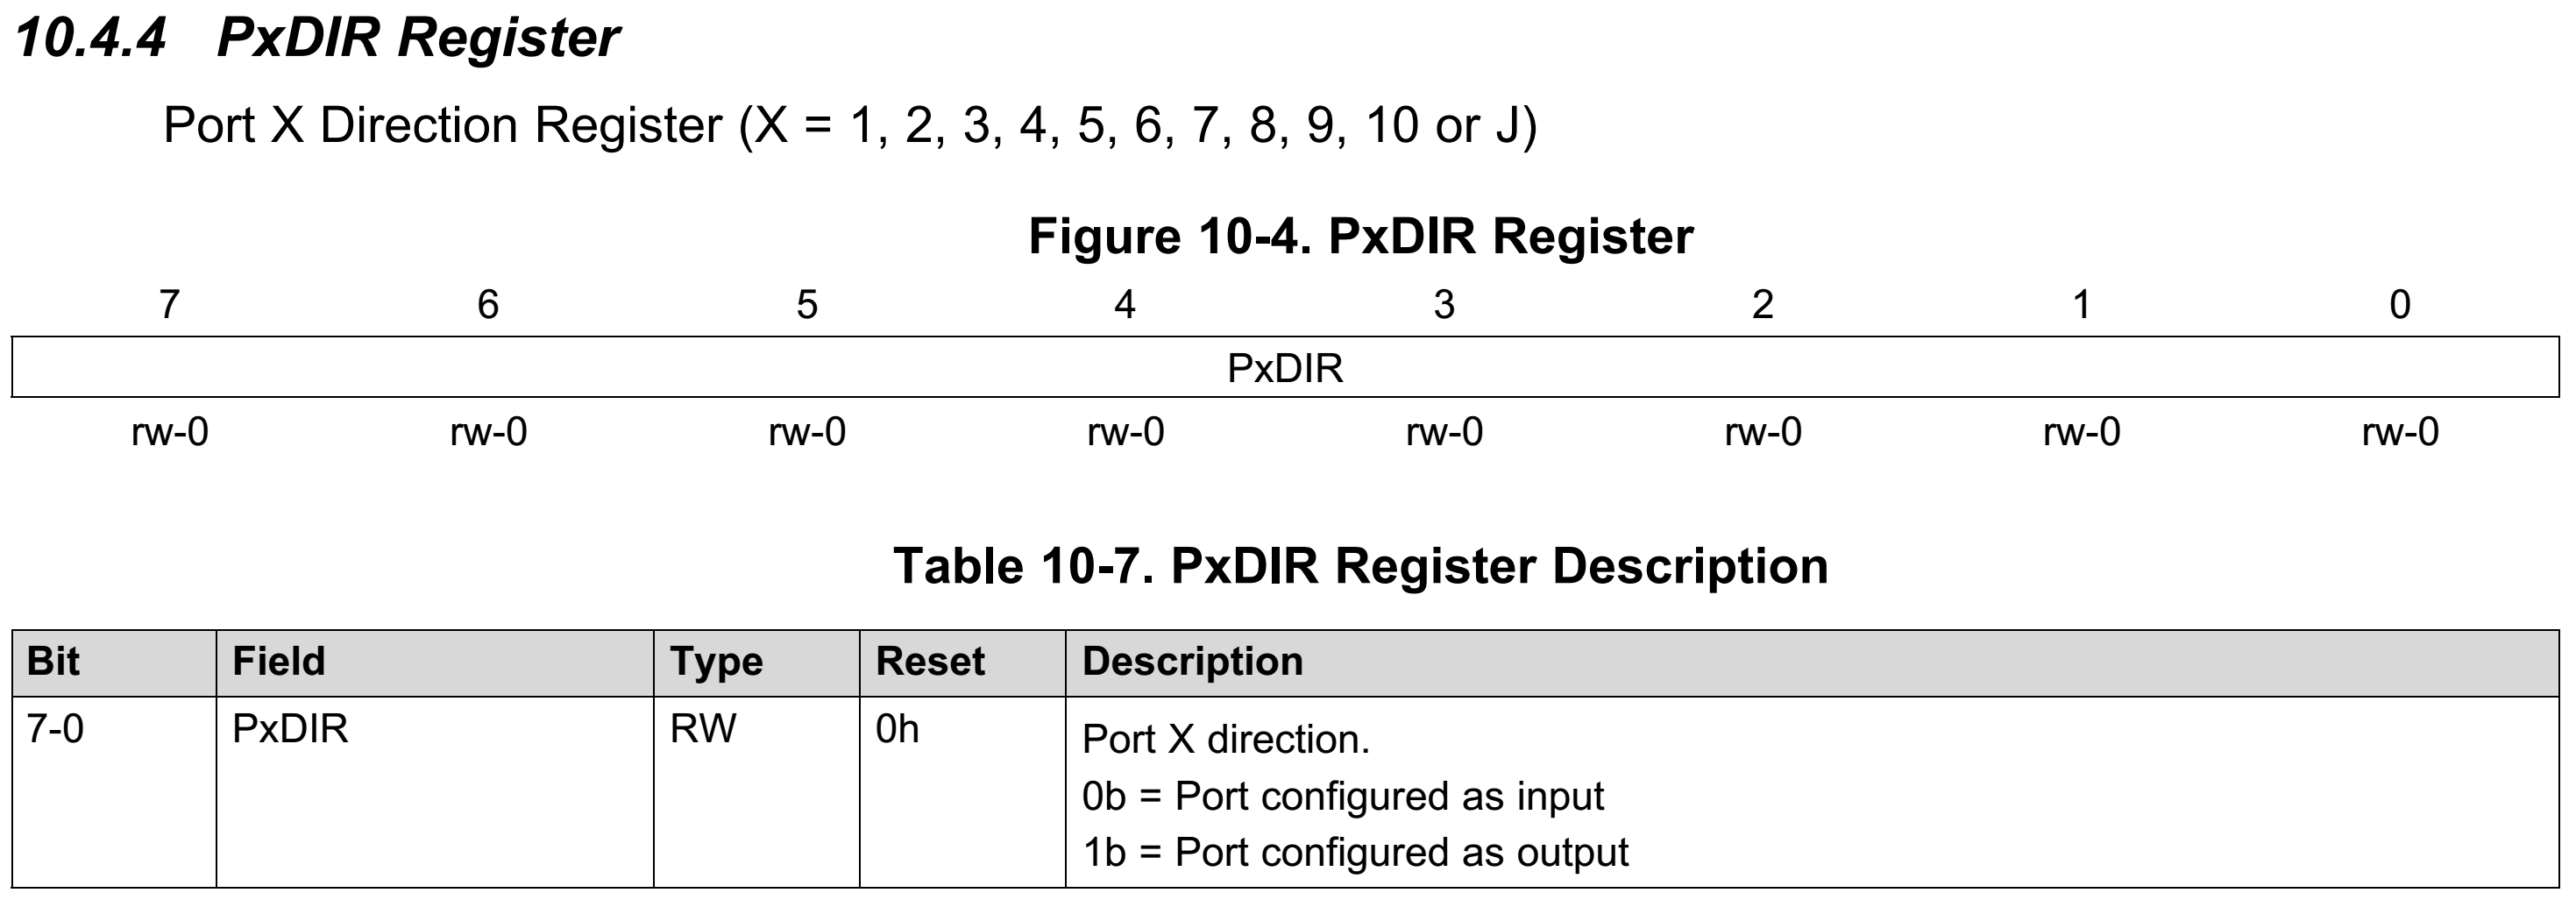 10.4.4 PxDIR Register
Port X Direction Register (X = 1, 2, 3, 4, 5, 6, 7, 8, 9, 10 or J)
Figure 10-4. PxDIR Register
7 6 5 4 3 2 1 0
PxDIR
rw-0 rw-0 rw-0 rw-0 rw-0 rw-0 rw-0 rw-0
Table 10-7. PxDIR Register Description
Bit Field Type Reset Description
7-0 PxDIR RW 0h Port X direction.
0b = Port configured as input
1b = Port configured as output